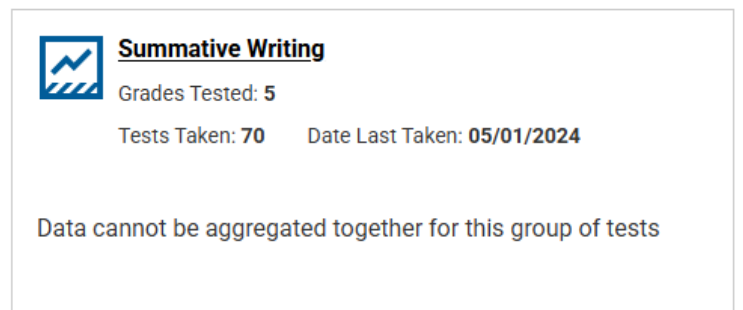 Summative Writing
Grades Tested: 5
Tests Taken: 70 Date Last Taken: 05/01/2024
Data cannot be aggregated together for this group of tests